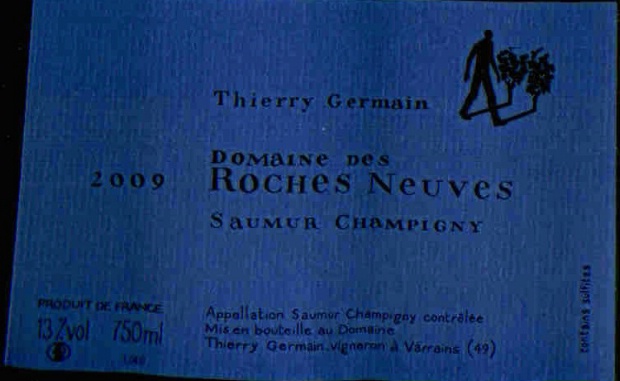 Thierry Germain
2009
DOMAINE DES
ROCHES NEUVES
SAUMUR CHAMPIGNY
PRODUIT DE FRANCE
13%vol 750ml
Appellation Saumur Champigny contrôlée
Mis en bouteille au Domaine
Thierry Germain.vigneron à Varrains (49)
contains sulfites